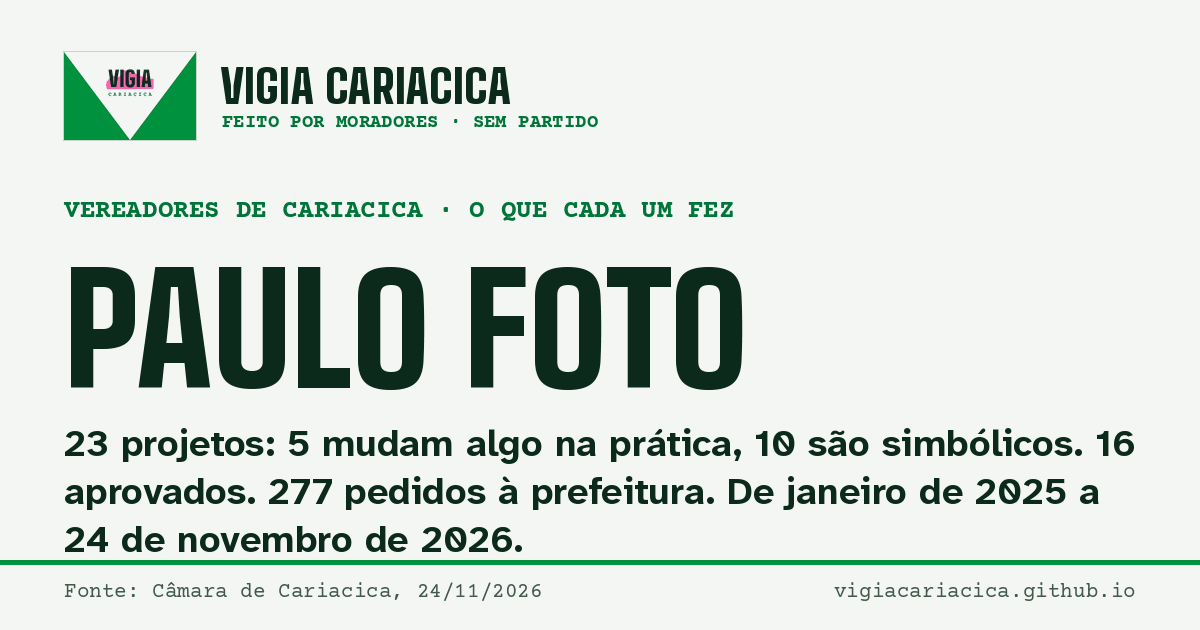 VIGIA
CARIACICA
VIGIA CARIACICA
FEITO POR MORADORES · SEM PARTIDO
VEREADORES DE CARIACICA · O QUE CADA UM FEZ
PAULO FOTO
23 projetos: 5 mudam algo na prática, 10 são simbólicos. 16
aprovados. 277 pedidos à prefeitura. De janeiro de 2025 a
24 de novembro de 2026.
Fonte: Câmara de Cariacica, 24/11/2026
vigiacariacica.github.io